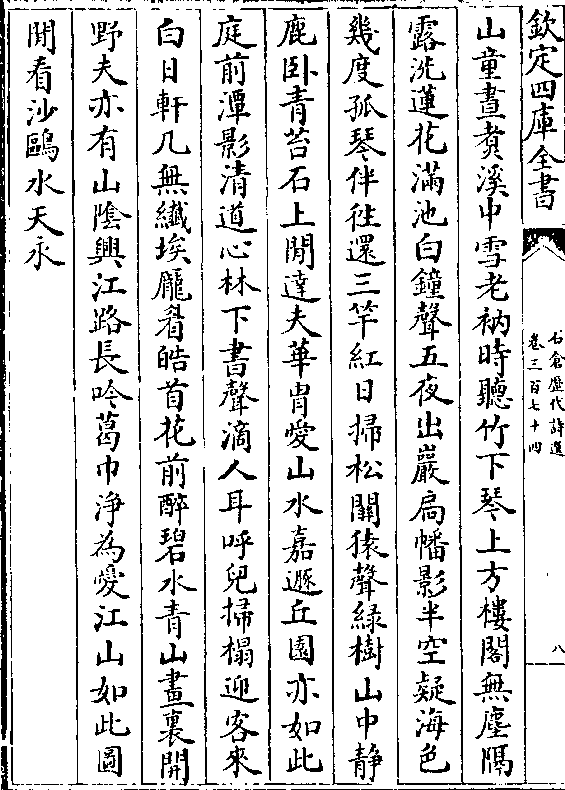 欽定四庫全書
石倉歷代詩選
卷三百七十四
八
山童晝煑溪中雪老衲時聽竹下琴上方樓閣無塵隔
露洗蓮花滿池白鐘聲五夜出巖扃幡影半空疑海色
幾度孤琴伴徃還三竿紅日掃松關猿聲緑樹山中静
鹿卧青苔石上閒達夫華胄愛山水嘉遯丘園亦如此
庭前潭影清道心林下書聲滴人耳呼兒掃榻迎客來
白日軒几無纖埃龎眉皓首花前醉碧水青山畫裏開
野夫亦有山隂興江路長吟葛巾淨為愛江山如此圖
閒看沙鷗水天永